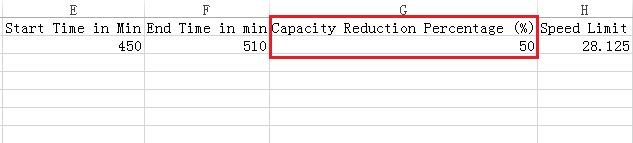 E F G H
Start Time in Min End Time in min Capacity Reduction Percentage (%) Speed Limit
450 510 50 28.125